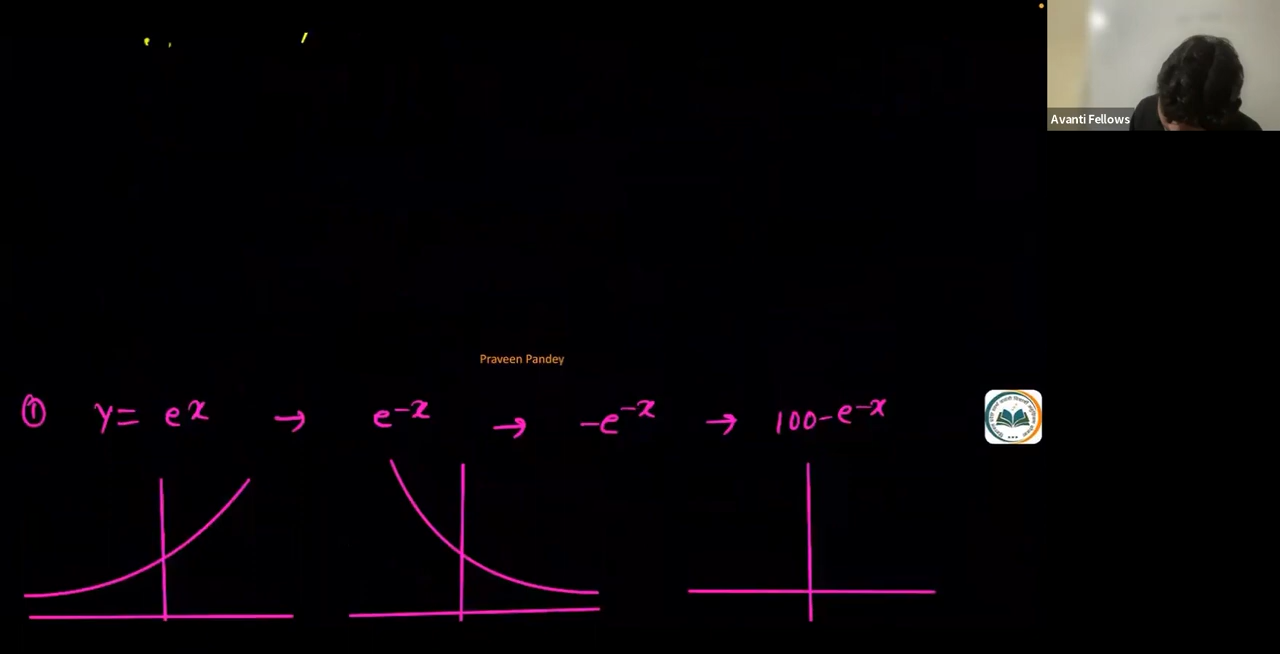 Avanti Fellows
Praveen Pandey
① y = e^x → e^-x → -e^-x → 100-e^-x